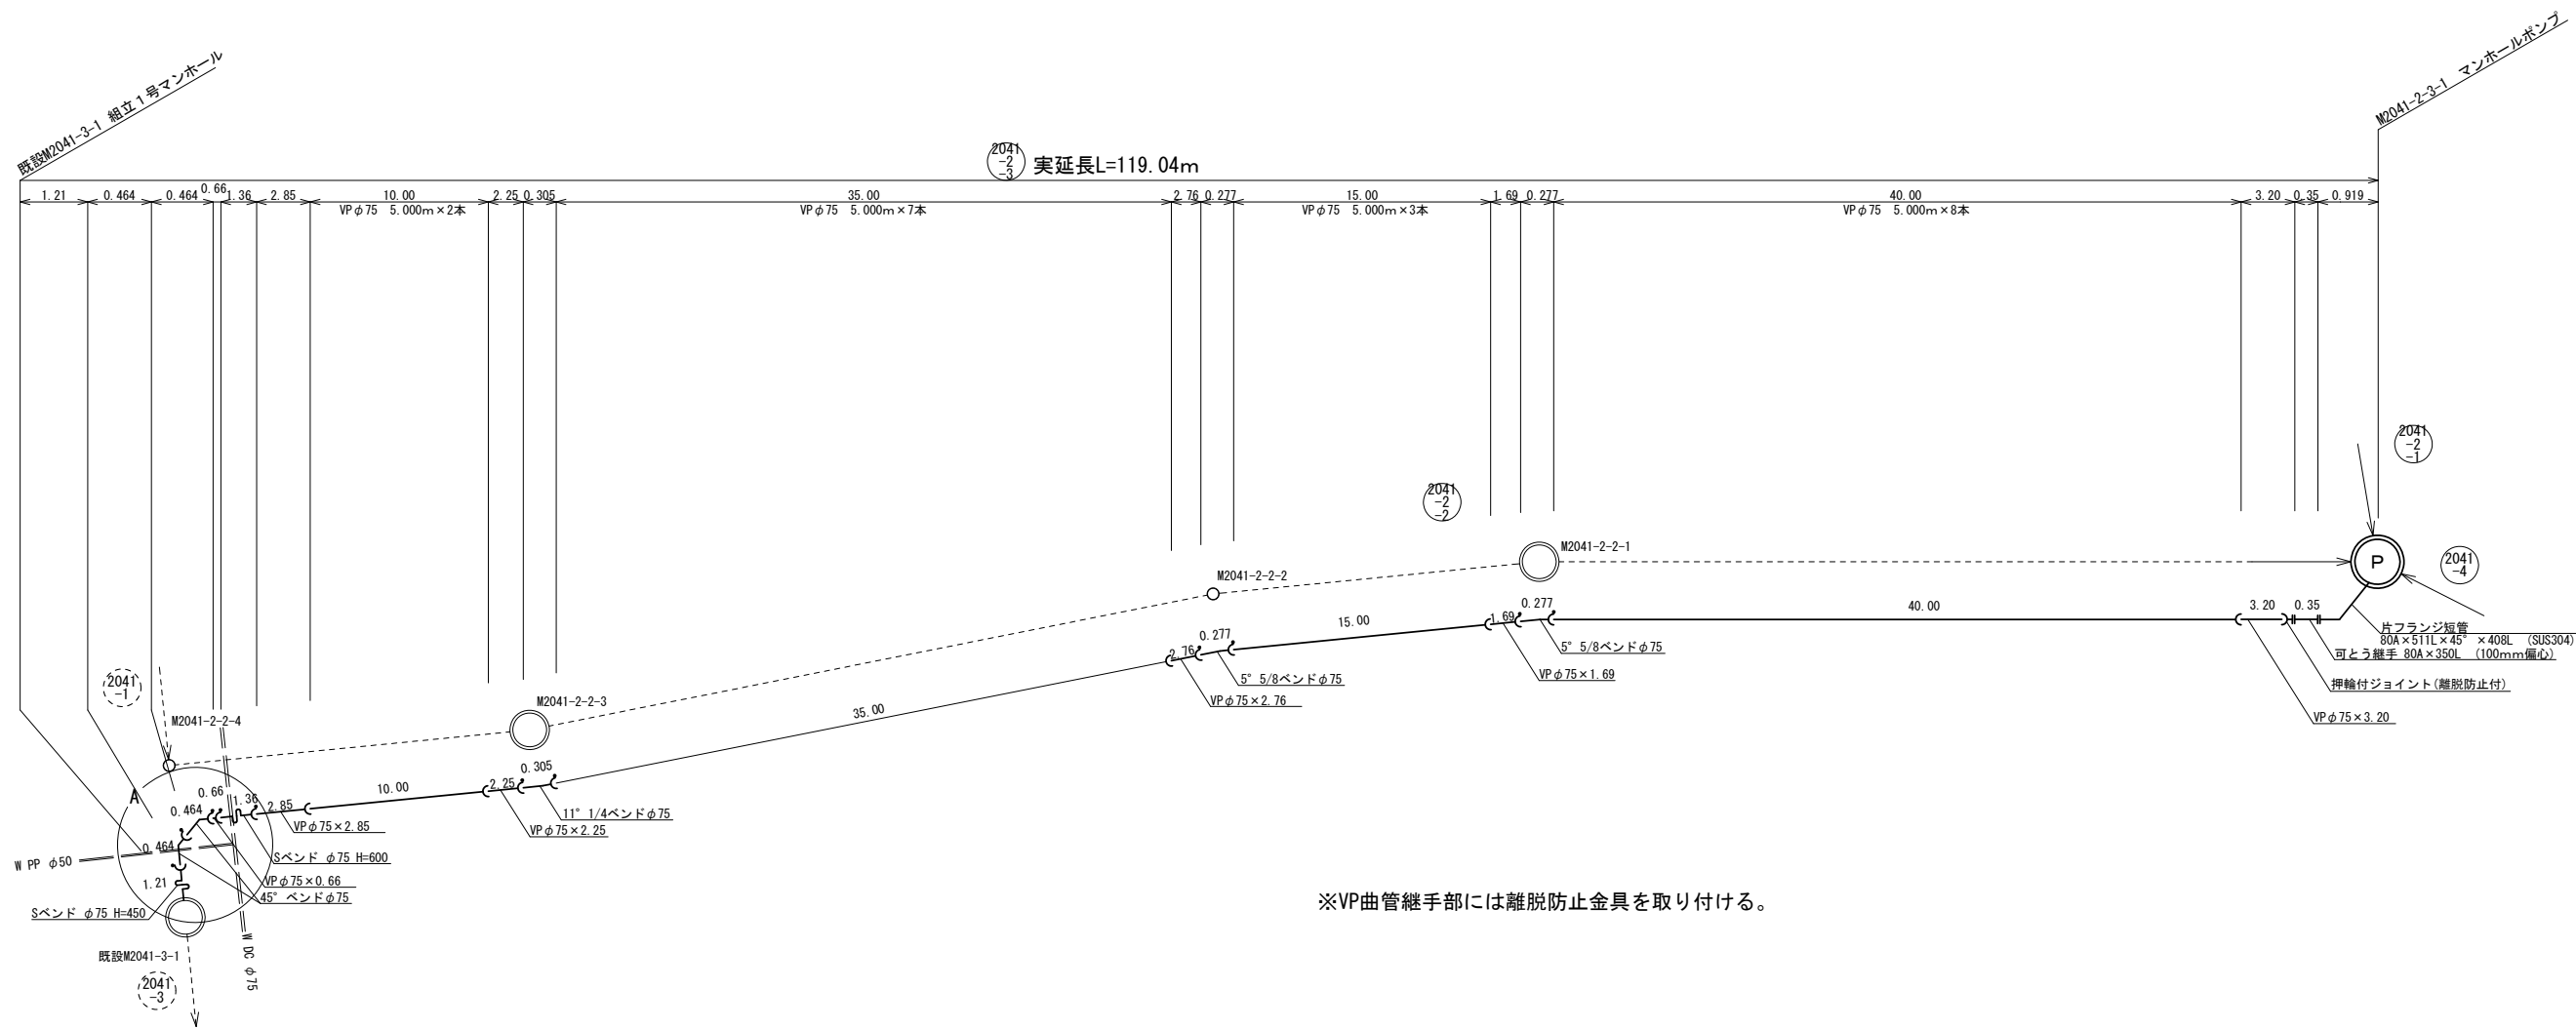 既設M2041-3-1 組立1号マンホール
M2041-2-3-1 マンホールポンプ
2041
-2
-3
実延長L=119.04m
1.21
0.464
0.464
0.66
1.36
2.85
10.00
2.25
0.305
35.00
2.76
0.277
15.00
1.69
0.277
40.00
3.20
0.35
0.919
VPφ75 5.000m×2本
VPφ75 5.000m×7本
VPφ75 5.000m×3本
VPφ75 5.000m×8本
2041
-2
-1
2041
-2
-2
M2041-2-2-1
P
2041
-4
M2041-2-2-2
0.277
40.00
3.20
0.35
15.00
1.69
片フランジ短管
80A×511L×45°×408L (SUS304)
可とう継手 80A×350L (100mm偏心)
押輪付ジョイント(離脱防止付)
VPφ75×3.20
5° 5/8ベンドφ75
VPφ75×1.69
0.277
2.76
5° 5/8ベンドφ75
VPφ75×2.76
2041
-1
M2041-2-2-4
M2041-2-2-3
35.00
0.305
2.25
10.00
11° 1/4ベンドφ75
VPφ75×2.25
A
0.66
1.36
2.85
0.464
VPφ75×2.85
0.464
W PP φ50
Sベンド φ75 H=600
1.21
VPφ75×0.66
45° ベンドφ75
Sベンド φ75 H=450
W DC φ75
既設M2041-3-1
2041
-3
※VP曲管継手部には離脱防止金具を取り付ける。